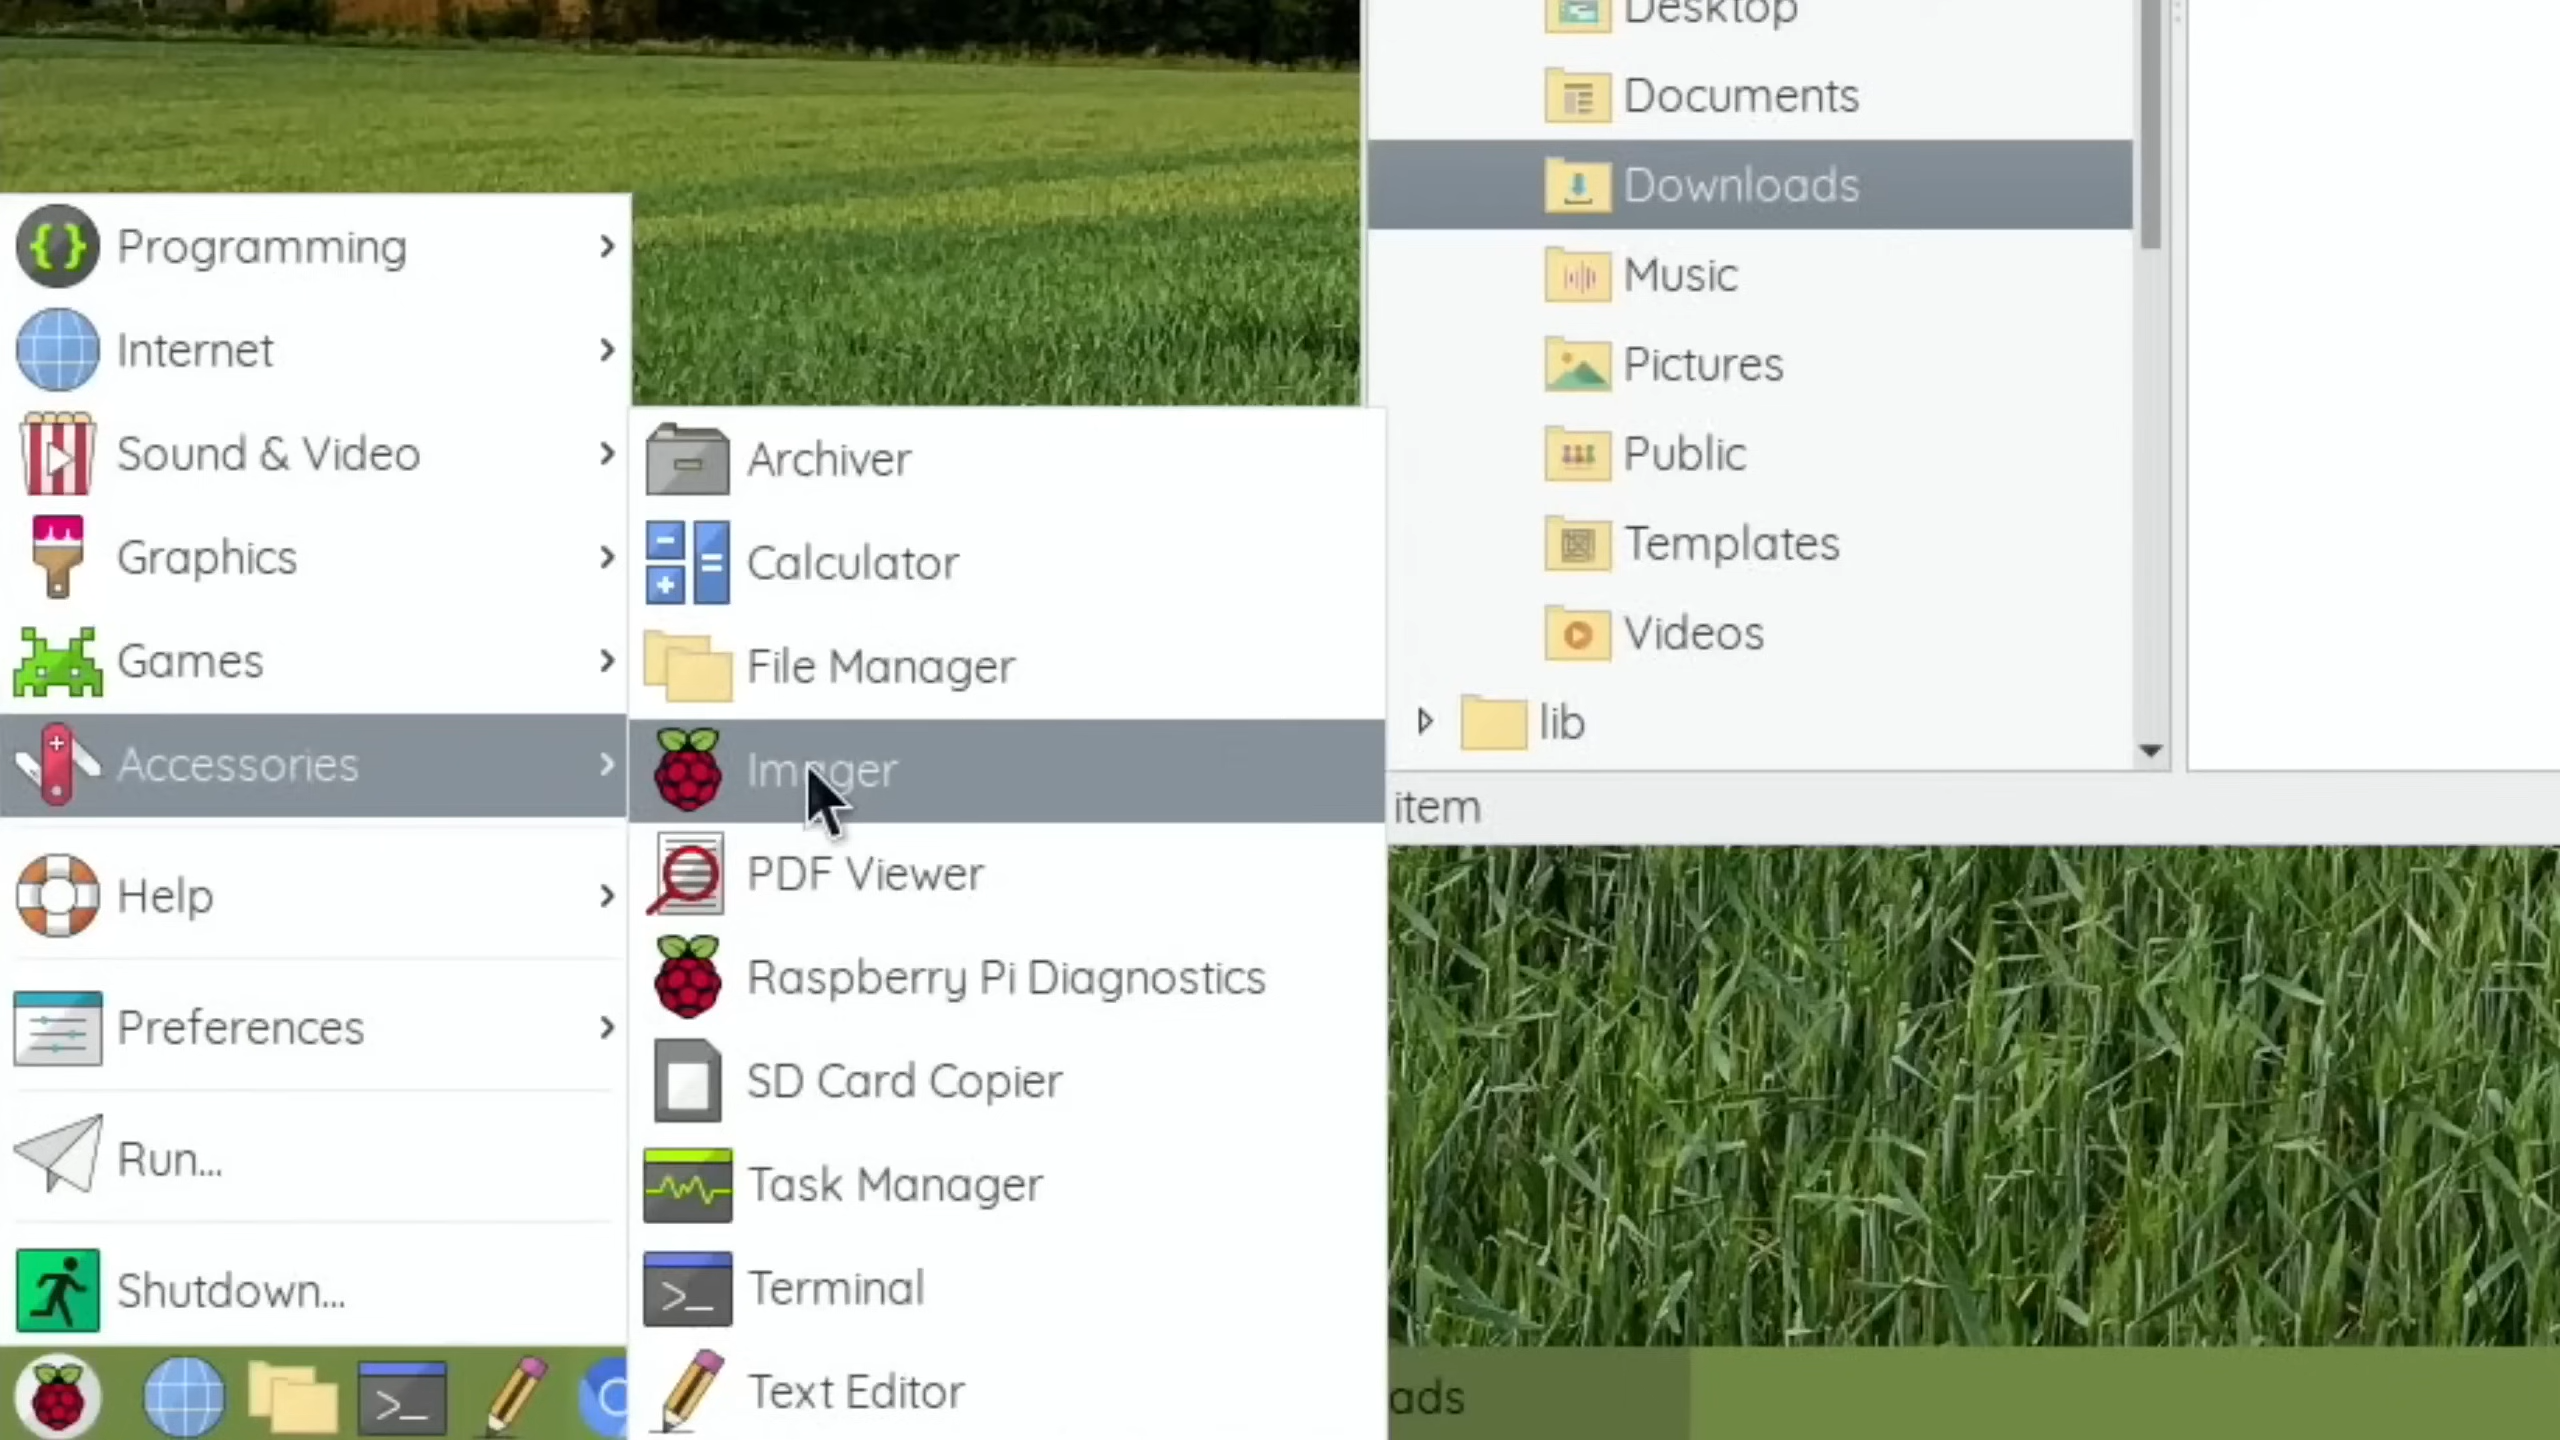 Programming
Internet
Sound & Video
Graphics
Games
Accessories
Help
Preferences
Run...
Shutdown...
Archiver
Calculator
File Manager
Imager
PDF Viewer
Raspberry Pi Diagnostics
SD Card Copier
Task Manager
Terminal
Text Editor
Desktop
Documents
Downloads
Music
Pictures
Public
Templates
Videos
lib
item
ads